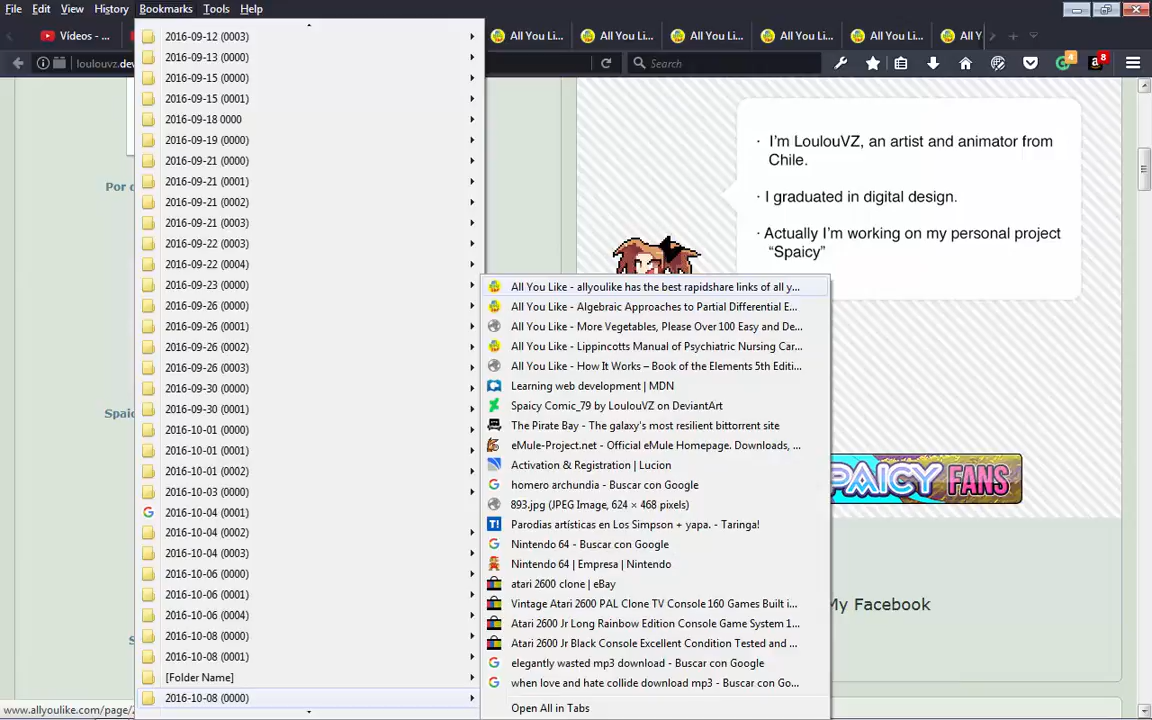 File Edit View History Bookmarks Tools Help
Vídeos - ...
All You Li...
All You Li...
All You Li...
All You Li...
All You Li...
All Y
loulouvz.dev
Search
4
8
2016-09-12 (0003)
2016-09-13 (0000)
2016-09-15 (0000)
2016-09-15 (0001)
2016-09-18 0000
2016-09-19 (0000)
2016-09-21 (0000)
2016-09-21 (0001)
2016-09-21 (0002)
2016-09-21 (0003)
2016-09-22 (0003)
2016-09-22 (0004)
2016-09-23 (0000)
2016-09-26 (0000)
2016-09-26 (0001)
2016-09-26 (0002)
2016-09-26 (0003)
2016-09-30 (0000)
2016-09-30 (0001)
2016-10-01 (0000)
2016-10-01 (0001)
2016-10-01 (0002)
2016-10-03 (0000)
2016-10-04 (0001)
2016-10-04 (0002)
2016-10-04 (0003)
2016-10-06 (0000)
2016-10-06 (0001)
2016-10-06 (0004)
2016-10-08 (0000)
2016-10-08 (0001)
[Folder Name]
2016-10-08 (0000)
All You Like - allyoulike has the best rapidshare links of all y...
All You Like - Algebraic Approaches to Partial Differential E...
All You Like - More Vegetables, Please Over 100 Easy and De...
All You Like - Lippincotts Manual of Psychiatric Nursing Car...
All You Like - How It Works – Book of the Elements 5th Editi...
Learning web development | MDN
Spaicy Comic_79 by LoulouVZ on DeviantArt
The Pirate Bay - The galaxy's most resilient bittorrent site
eMule-Project.net - Official eMule Homepage. Downloads, ...
Activation & Registration | Lucion
homero archundia - Buscar con Google
893.jpg (JPEG Image, 624 × 468 pixels)
Parodias artísticas en Los Simpson + yapa. - Taringa!
Nintendo 64 - Buscar con Google
Nintendo 64 | Empresa | Nintendo
atari 2600 clone | eBay
Vintage Atari 2600 PAL Clone TV Console 160 Games Built i...
Atari 2600 Jr Long Rainbow Edition Console Game System 1...
Atari 2600 Jr Black Console Excellent Condition Tested and ...
elegantly wasted mp3 download - Buscar con Google
when love and hate collide download mp3 - Buscar con Go...
Open All in Tabs
· I'm LoulouVZ, an artist and animator from
Chile.
· I graduated in digital design.
· Actually I'm working on my personal project
"Spaicy"
PAICY FANS
My Facebook
Por d
Spaic
S
www.allyoulike.com/page/2